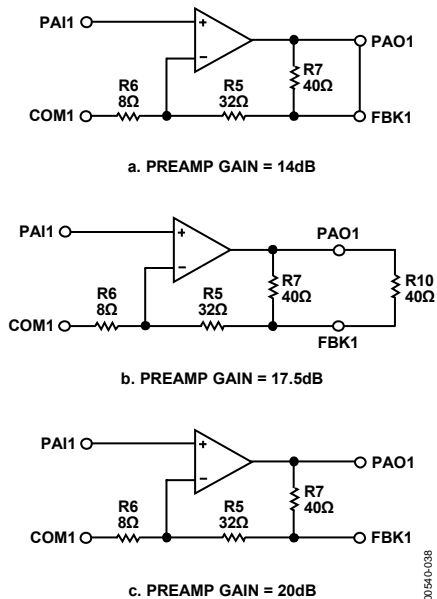 PAI1
+
–
PAO1
R6
8Ω
R5
32Ω
R7
40Ω
COM1
FBK1
a. PREAMP GAIN = 14dB
PAI1
+
–
PAO1
R6
8Ω
R5
32Ω
R7
40Ω
R10
40Ω
COM1
FBK1
b. PREAMP GAIN = 17.5dB
PAI1
+
–
PAO1
R6
8Ω
R5
32Ω
R7
40Ω
COM1
FBK1
c. PREAMP GAIN = 20dB
00540-038